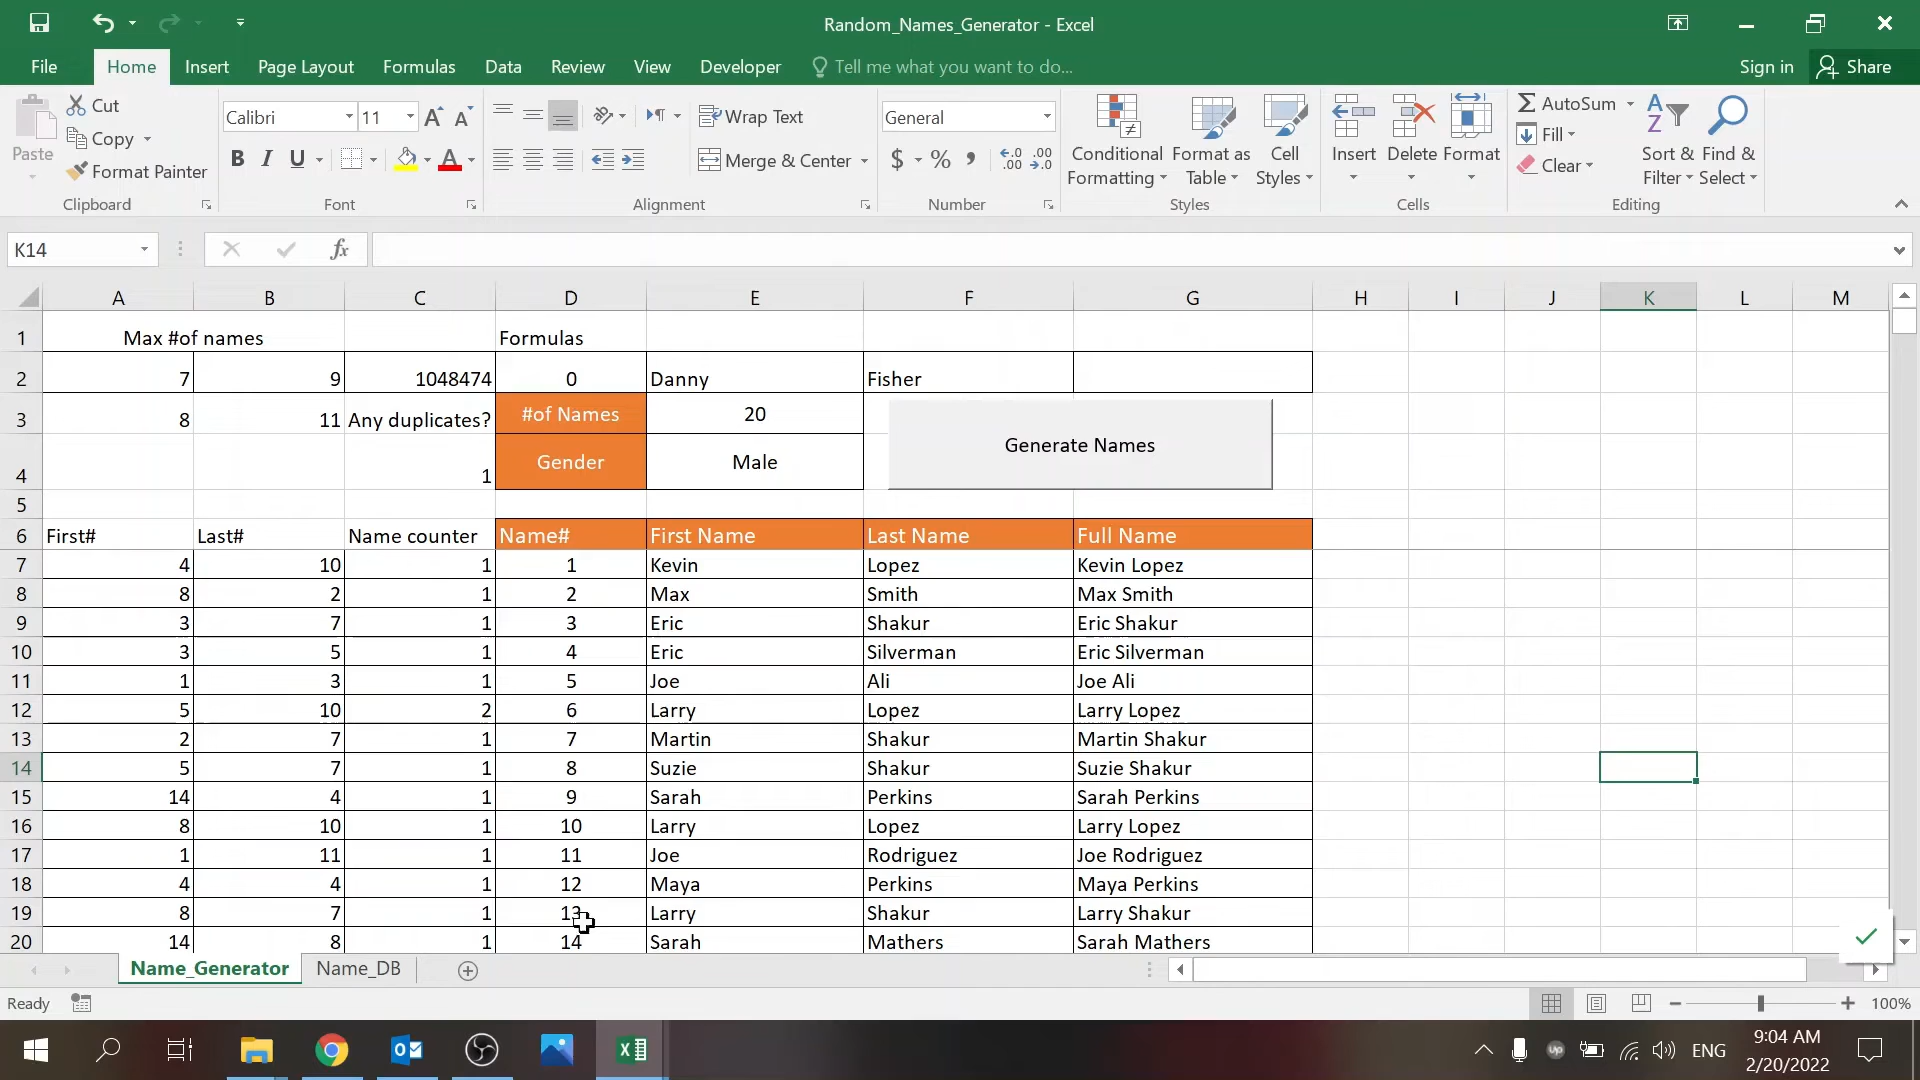 Random_Names_Generator - Excel
File Home Insert Page Layout Formulas Data Review View Developer Tell me what you want to do... Sign in Share
Paste Cut Copy Format Painter Clipboard
Calibri 11 A A B I U A Font
Wrap Text Merge & Center Alignment
General $ % , .0 .00 .00 .0 Number
Conditional Formatting Format as Table Cell Styles Styles
Insert Delete Format Cells
AutoSum Fill Clear Sort & Filter Find & Select Editing
K14 fx
A B C D E F G H I J K L M
1 Max #of names Formulas
2 7 9 1048474 0 Danny Fisher
3 8 11 Any duplicates? #of Names 20 Generate Names
4 1 Gender Male
5
6 First# Last# Name counter Name# First Name Last Name Full Name
7 4 10 1 1 Kevin Lopez Kevin Lopez
8 8 2 1 2 Max Smith Max Smith
9 3 7 1 3 Eric Shakur Eric Shakur
10 3 5 1 4 Eric Silverman Eric Silverman
11 1 3 1 5 Joe Ali Joe Ali
12 5 10 2 6 Larry Lopez Larry Lopez
13 2 7 1 7 Martin Shakur Martin Shakur
14 5 7 1 8 Suzie Shakur Suzie Shakur
15 14 4 1 9 Sarah Perkins Sarah Perkins
16 8 10 1 10 Larry Lopez Larry Lopez
17 1 11 1 11 Joe Rodriguez Joe Rodriguez
18 4 4 1 12 Maya Perkins Maya Perkins
19 8 7 1 13 Larry Shakur Larry Shakur
20 14 8 1 14 Sarah Mathers Sarah Mathers
Name_Generator Name_DB
Ready 100%
up ENG 9:04 AM
2/20/2022